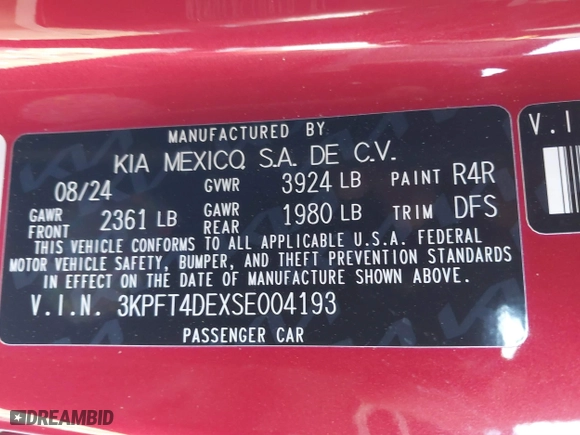 MANUFACTURED BY
KIA MEXICO, S.A. DE C.V.
08/24 GVWR 3924 LB PAINT R4R
GAWR FRONT 2361 LB GAWR REAR 1980 LB TRIM DFS
THIS VEHICLE CONFORMS TO ALL APPLICABLE U.S.A. FEDERAL
MOTOR VEHICLE SAFETY, BUMPER, AND THEFT PREVENTION STANDARDS
IN EFFECT ON THE DATE OF MANUFACTURE SHOWN ABOVE.
V.I.N. 3KPFT4DEXSE004193
PASSENGER CAR
V.I
DREAMBID